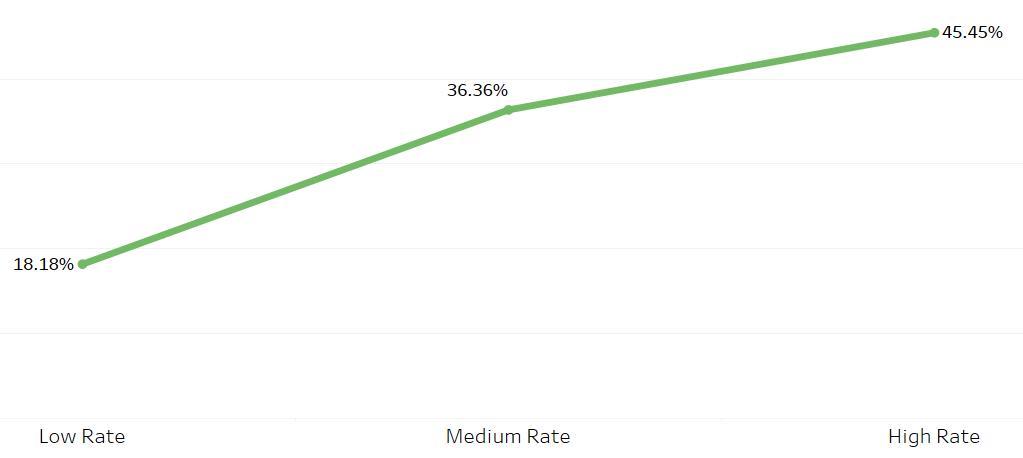 45.45%
36.36%
18.18%
Low Rate
Medium Rate
High Rate